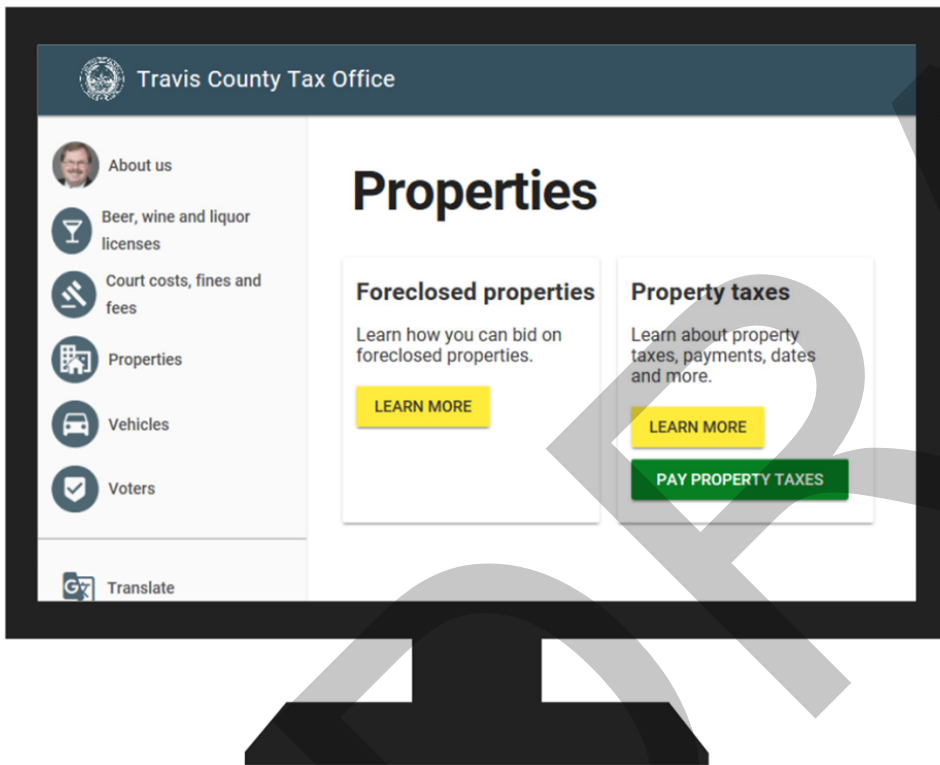 Travis County Tax Office
About us
Beer, wine and liquor
licenses
Court costs, fines and
fees
Properties
Vehicles
Voters
Translate
Properties
Foreclosed properties
Learn how you can bid on
foreclosed properties.
LEARN MORE
Property taxes
Learn about property
taxes, payments, dates
and more.
LEARN MORE
PAY PROPERTY TAXES